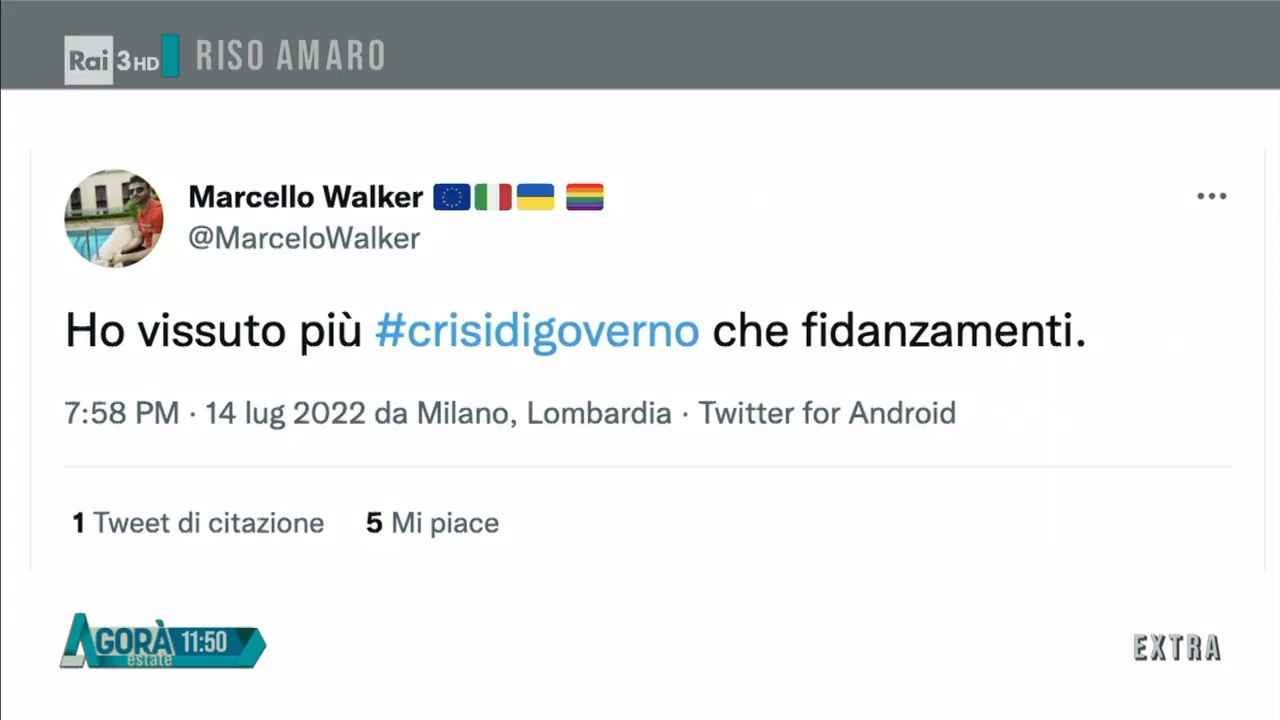 Rai 3HD RISO AMARO
Marcello Walker
@MarceloWalker
Ho vissuto più #crisidigoverno che fidanzamenti.
7:58 PM · 14 lug 2022 da Milano, Lombardia · Twitter for Android
1 Tweet di citazione 5 Mi piace
AGORÀ 11:50
estate
EXTRA